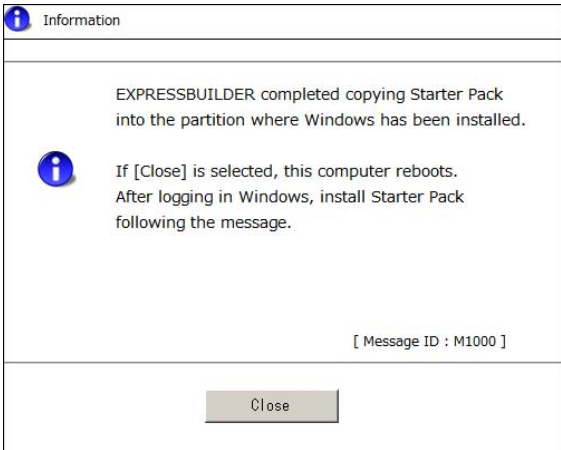 Information
EXPRESSBUILDER completed copying Starter Pack
into the partition where Windows has been installed.
If [Close] is selected, this computer reboots.
After logging in Windows, install Starter Pack
following the message.
[ Message ID : M1000 ]
Close